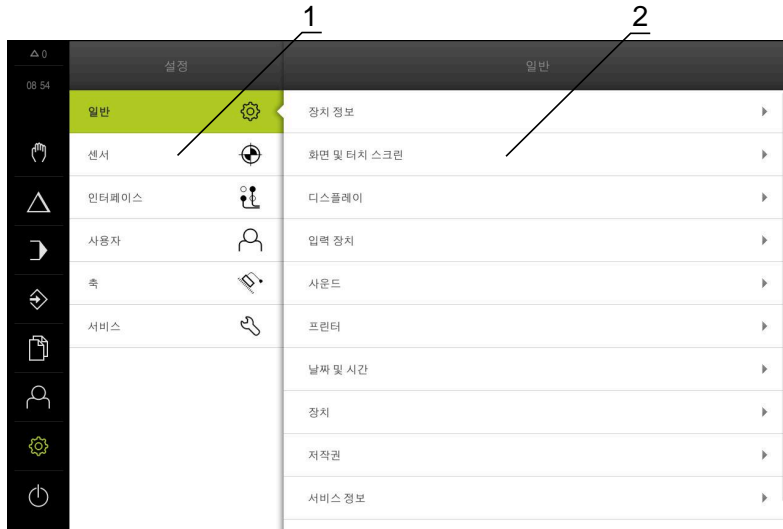 1
2
0
08 54
설정
일반
일반
센서
인터페이스
사용자
축
서비스
장치 정보
화면 및 터치 스크린
디스플레이
입력 장치
사운드
프린터
날짜 및 시간
장치
저작권
서비스 정보